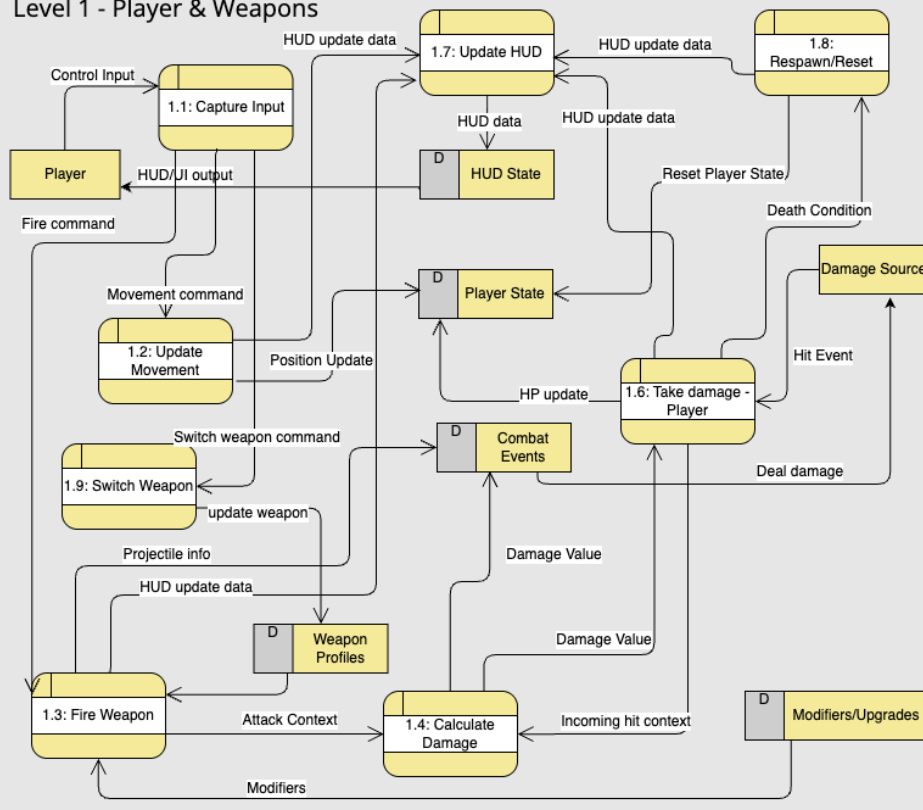 Level 1 - Player & Weapons
HUD update data
1.7: Update HUD
HUD update data
1.8:
Respawn/Reset
Control Input
1.1: Capture Input
HUD data
HUD update data
Player
HUD/UI output
D
HUD State
Reset Player State
Death Condition
Fire command
Damage Source
D
Player State
Movement command
1.2: Update
Movement
Position Update
Hit Event
HP update
1.6: Take damage -
Player
Switch weapon command
D
Combat
Events
Deal damage
1.9: Switch Weapon
update weapon
Projectile info
Damage Value
HUD update data
D
Weapon
Profiles
Damage Value
1.3: Fire Weapon
Attack Context
1.4: Calculate
Damage
Incoming hit context
D
Modifiers/Upgrades
Modifiers